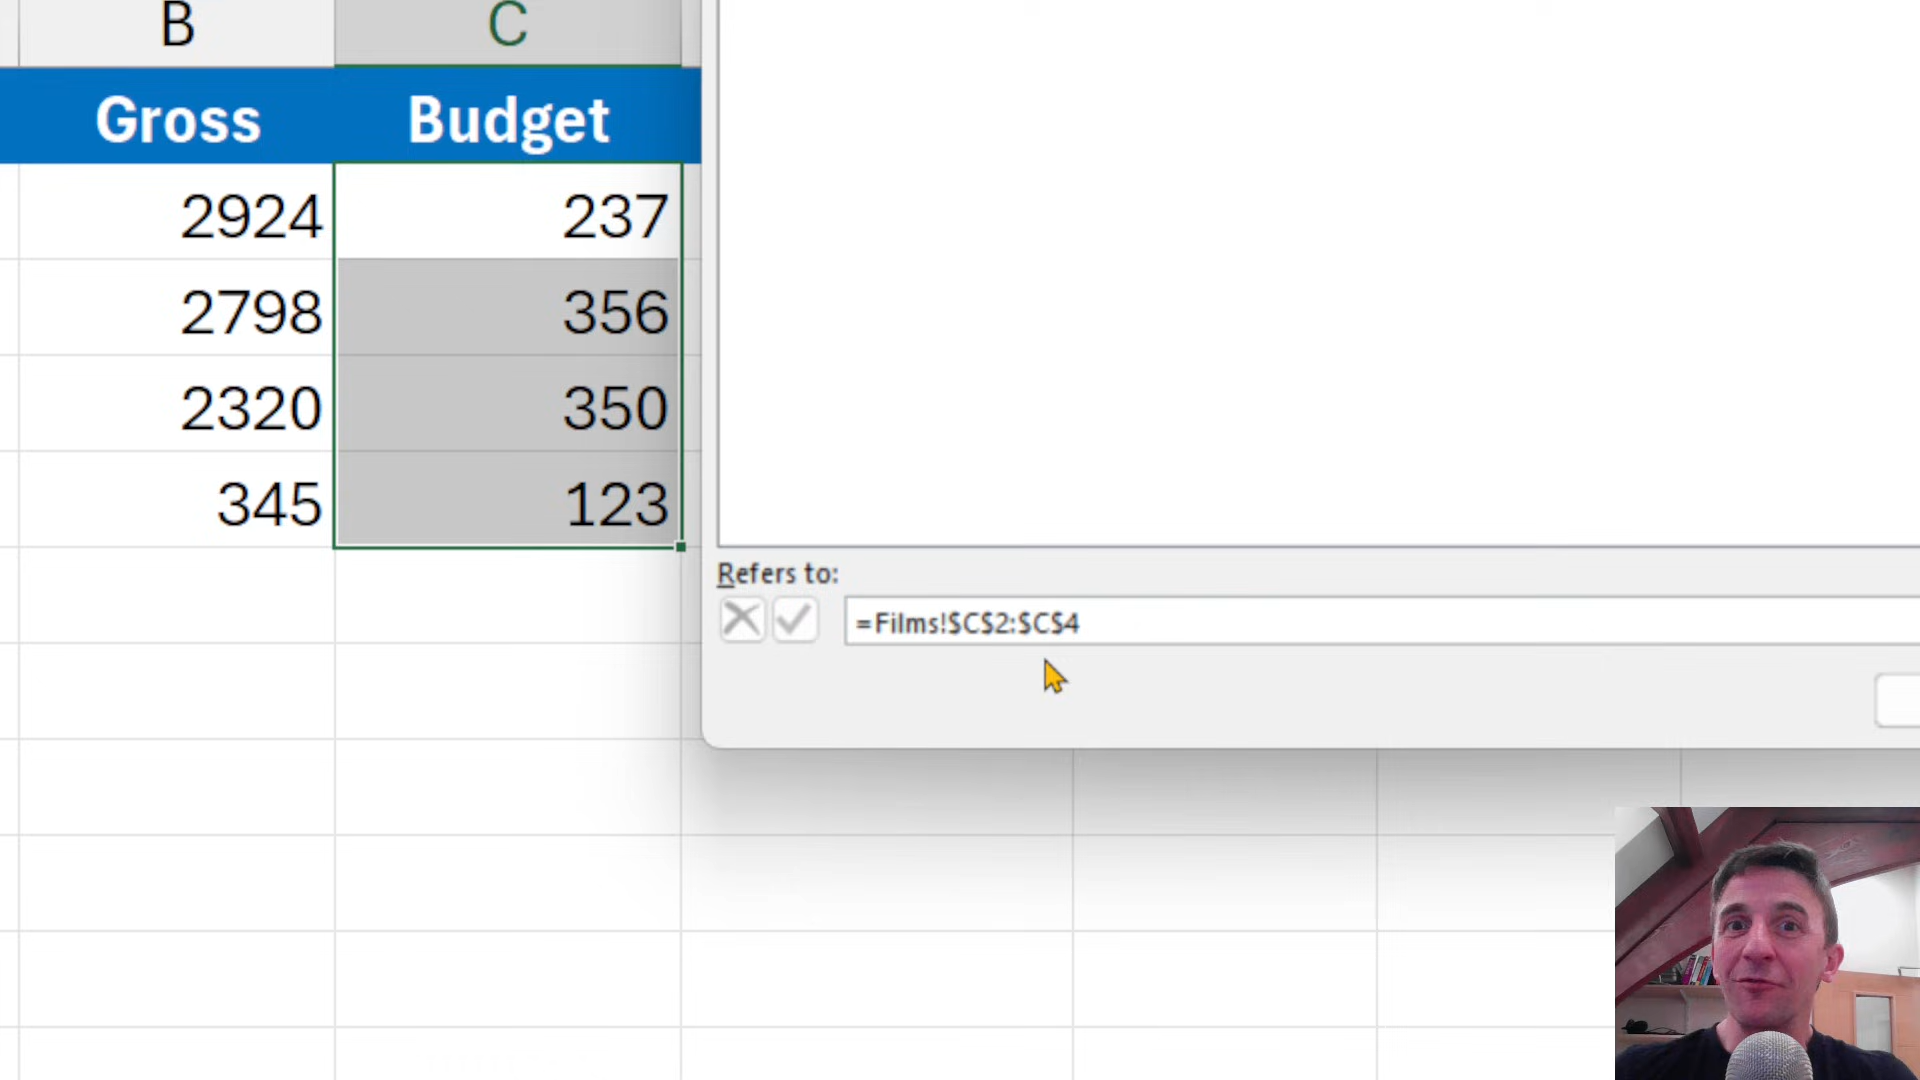 B C
Gross Budget
2924 237
2798 356
2320 350
345 123
Refers to:
=Films!$C$2:$C$4